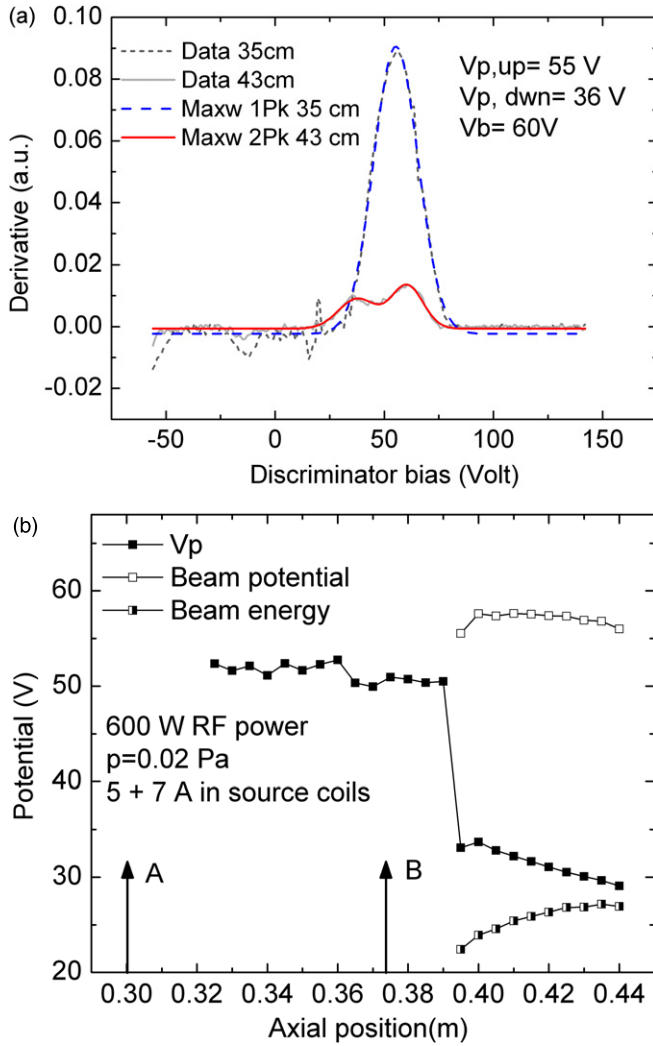 (a)
0.10
0.08
0.06
0.04
0.02
0.00
-0.02
Derivative (a.u.)
Data 35cm
Data 43cm
Maxw 1Pk 35 cm
Maxw 2Pk 43 cm
Vp,up= 55 V
Vp, dwn= 36 V
Vb= 60V
-50 0 50 100 150
Discriminator bias (Volt)
(b)
Vp
Beam potential
Beam energy
60
50
40
30
20
Potential (V)
600 W RF power
p=0.02 Pa
5 + 7 A in source coils
A
B
0.30 0.32 0.34 0.36 0.38 0.40 0.42 0.44
Axial position(m)